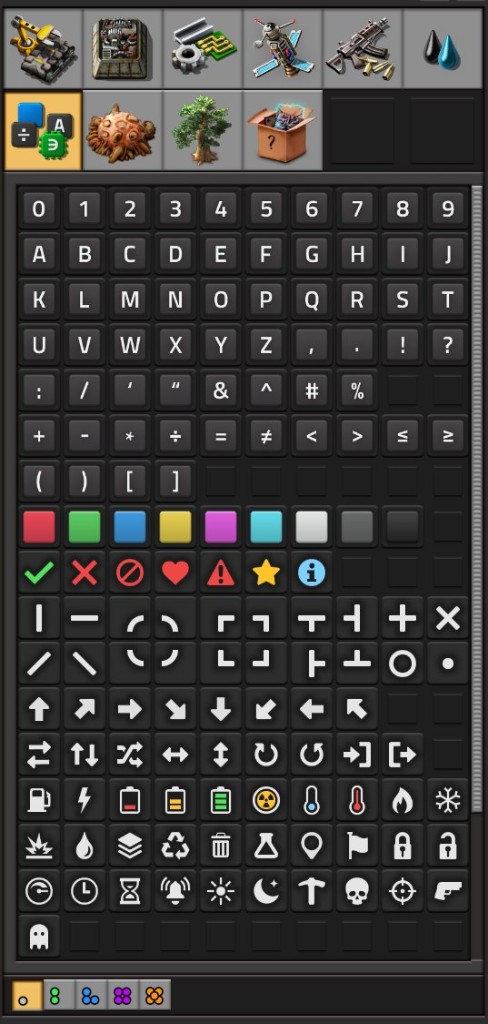 ÷ A
?
0 1 2 3 4 5 6 7 8 9
A B C D E F G H I J
K L M N O P Q R S T
U V W X Y Z , . ! ?
: / ‘ “ & ^ # %
+ - * ÷ = ≠ < > ≤ ≥
( ) [ ]